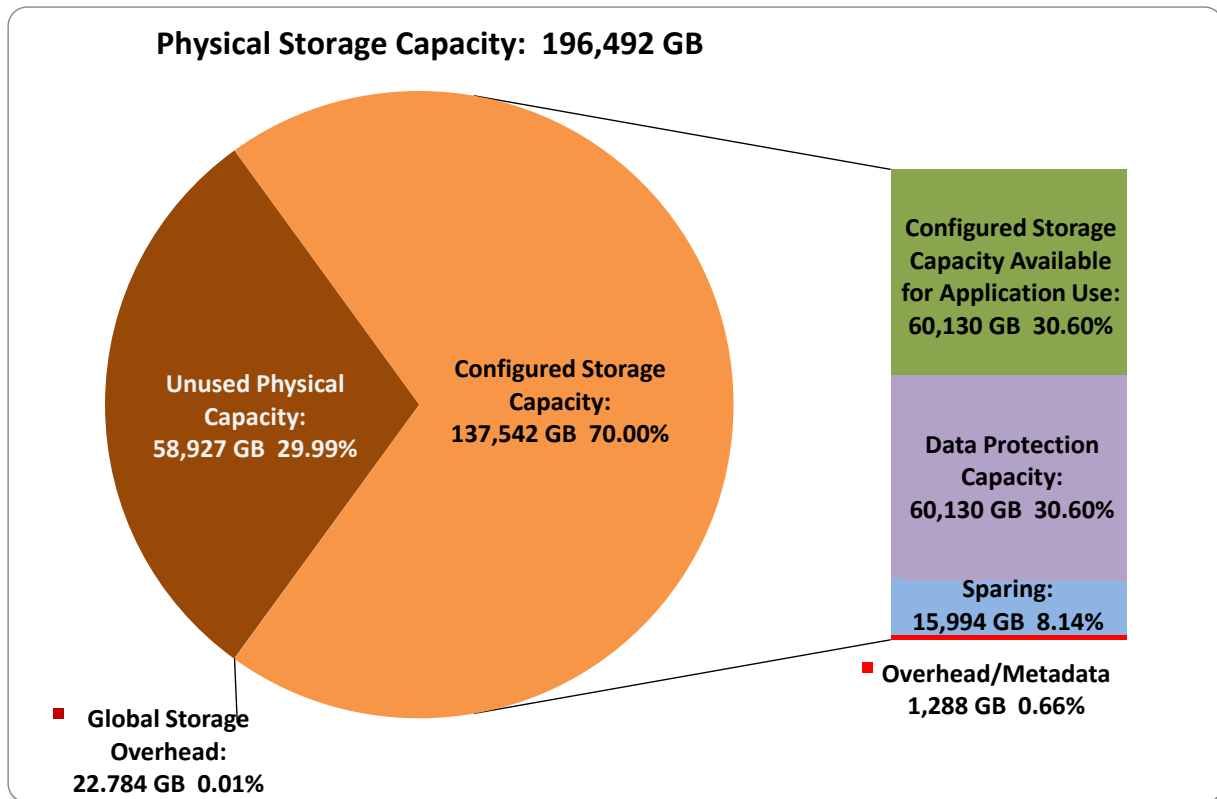 Physical Storage Capacity: 196,492 GB
Unused Physical
Capacity:
58,927 GB 29.99%
Configured Storage
Capacity:
137,542 GB 70.00%
Configured Storage
Capacity Available
for Application Use:
60,130 GB 30.60%
Data Protection
Capacity:
60,130 GB 30.60%
Sparing:
15,994 GB 8.14%
Overhead/Metadata
1,288 GB 0.66%
Global Storage
Overhead:
22.784 GB 0.01%